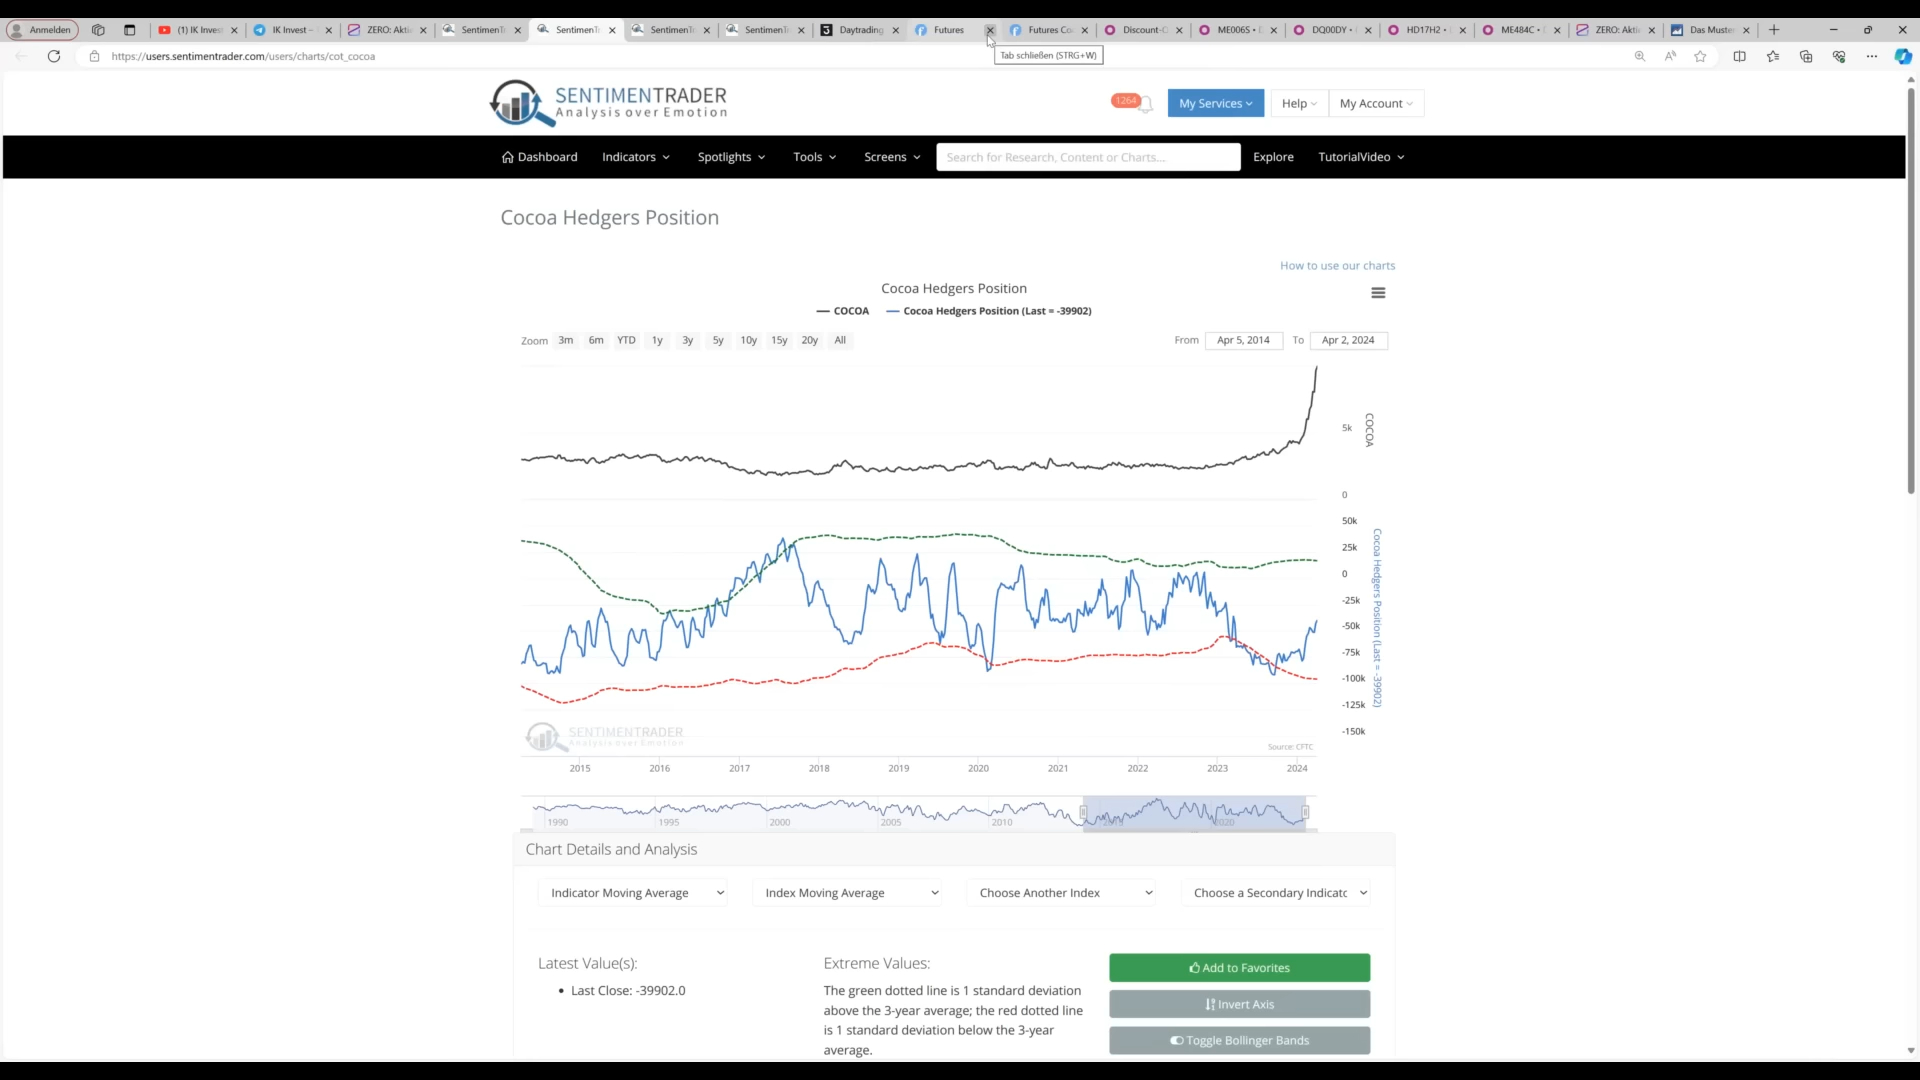 Anmelden
(1) IK Inves
IK Invest –
ZERO: Akti
SentimenTr
SentimenTr
SentimenTr
SentimenTr
Daytrading
Futures
Futures Co
Discount-C
ME006S •
DQ00DY •
HD17H2 •
ME484C •
ZERO: Akti
Das Muste
https://users.sentimentrader.com/users/charts/cot_cocoa
Tab schließen (STRG+W)
SENTIMENTRADER
Analysis over Emotion
1264
My Services
Help
My Account
Dashboard
Indicators
Spotlights
Tools
Screens
Search for Research, Content or Charts...
Explore
TutorialVideo
Cocoa Hedgers Position
How to use our charts
Cocoa Hedgers Position
COCOA
Cocoa Hedgers Position (Last = -39902)
Zoom 3m 6m YTD 1y 3y 5y 10y 15y 20y All
From Apr 5, 2014 To Apr 2, 2024
5k
0
COCOA
50k
25k
0
-25k
-50k
-75k
-100k
-125k
-150k
Cocoa Hedgers Position (Last = -39902)
SENTIMENTRADER
Analysis over Emotion
Source: CFTC
2015 2016 2017 2018 2019 2020 2021 2022 2023 2024
1990 1995 2000 2005 2010 2020
Chart Details and Analysis
Indicator Moving Average
Index Moving Average
Choose Another Index
Choose a Secondary Indicatc
Latest Value(s):
• Last Close: -39902.0
Extreme Values:
The green dotted line is 1 standard deviation
above the 3-year average; the red dotted line
is 1 standard deviation below the 3-year
average.
Add to Favorites
Invert Axis
Toggle Bollinger Bands